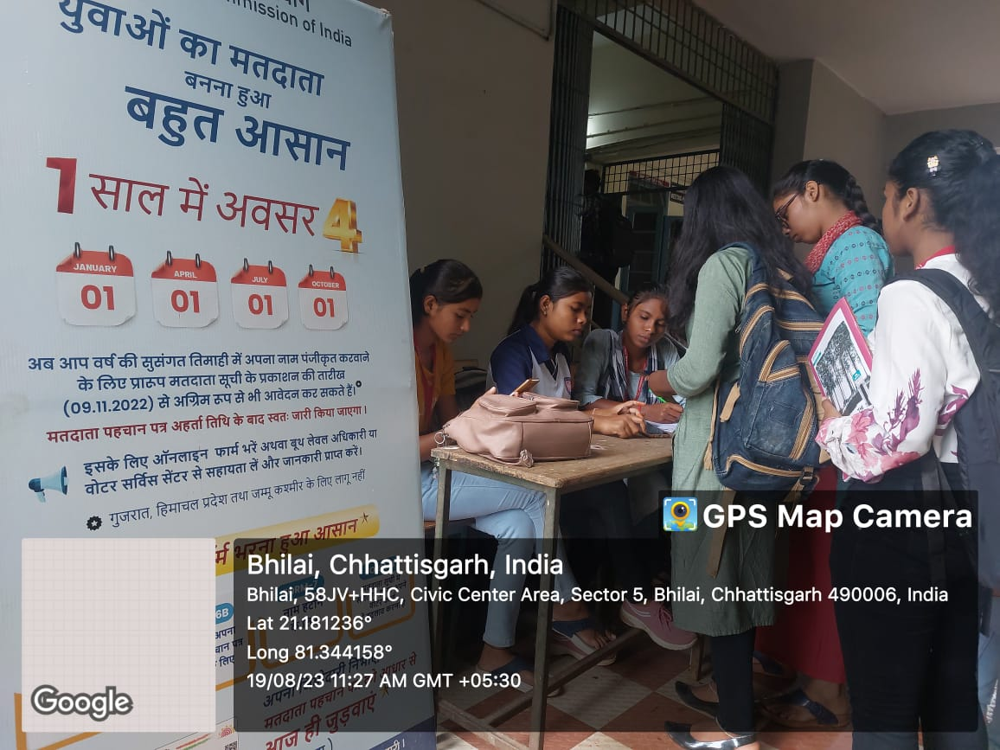 mmission of India
युवाओं का मतदाता
बनना हुआ
बहुत आसान
1 साल में अवसर 4
JANUARY
01
APRIL
01
JULY
01
OCTOBER
01
अब आप वर्ष की सुसंगत तिमाही में अपना नाम पंजीकृत करवाने
के लिए प्रारूप मतदाता सूची के प्रकाशन की तारीख
(09.11.2022) से अग्रिम रूप से भी आवेदन कर सकते हैं।
मतदाता पहचान पत्र अहर्ता तिथि के बाद स्वतः जारी किया जाएगा।
इसके लिए ऑनलाइन फार्म भरें अथवा बूथ लेवल अधिकारी या
वोटर सर्विस सेंटर से सहायता लें और जानकारी प्राप्त करें।
गुजरात, हिमाचल प्रदेश तथा जम्मू कश्मीर के लिए लागू नहीं
र्म भरना हुआ आसान*
6B
मतदाता पहचान
आज ही जुड़वाएं
GPS Map Camera
Bhilai, Chhattisgarh, India
Bhilai, 58JV+HHC, Civic Center Area, Sector 5, Bhilai, Chhattisgarh 490006, India
Lat 21.181236°
Long 81.344158°
19/08/23 11:27 AM GMT +05:30
Google